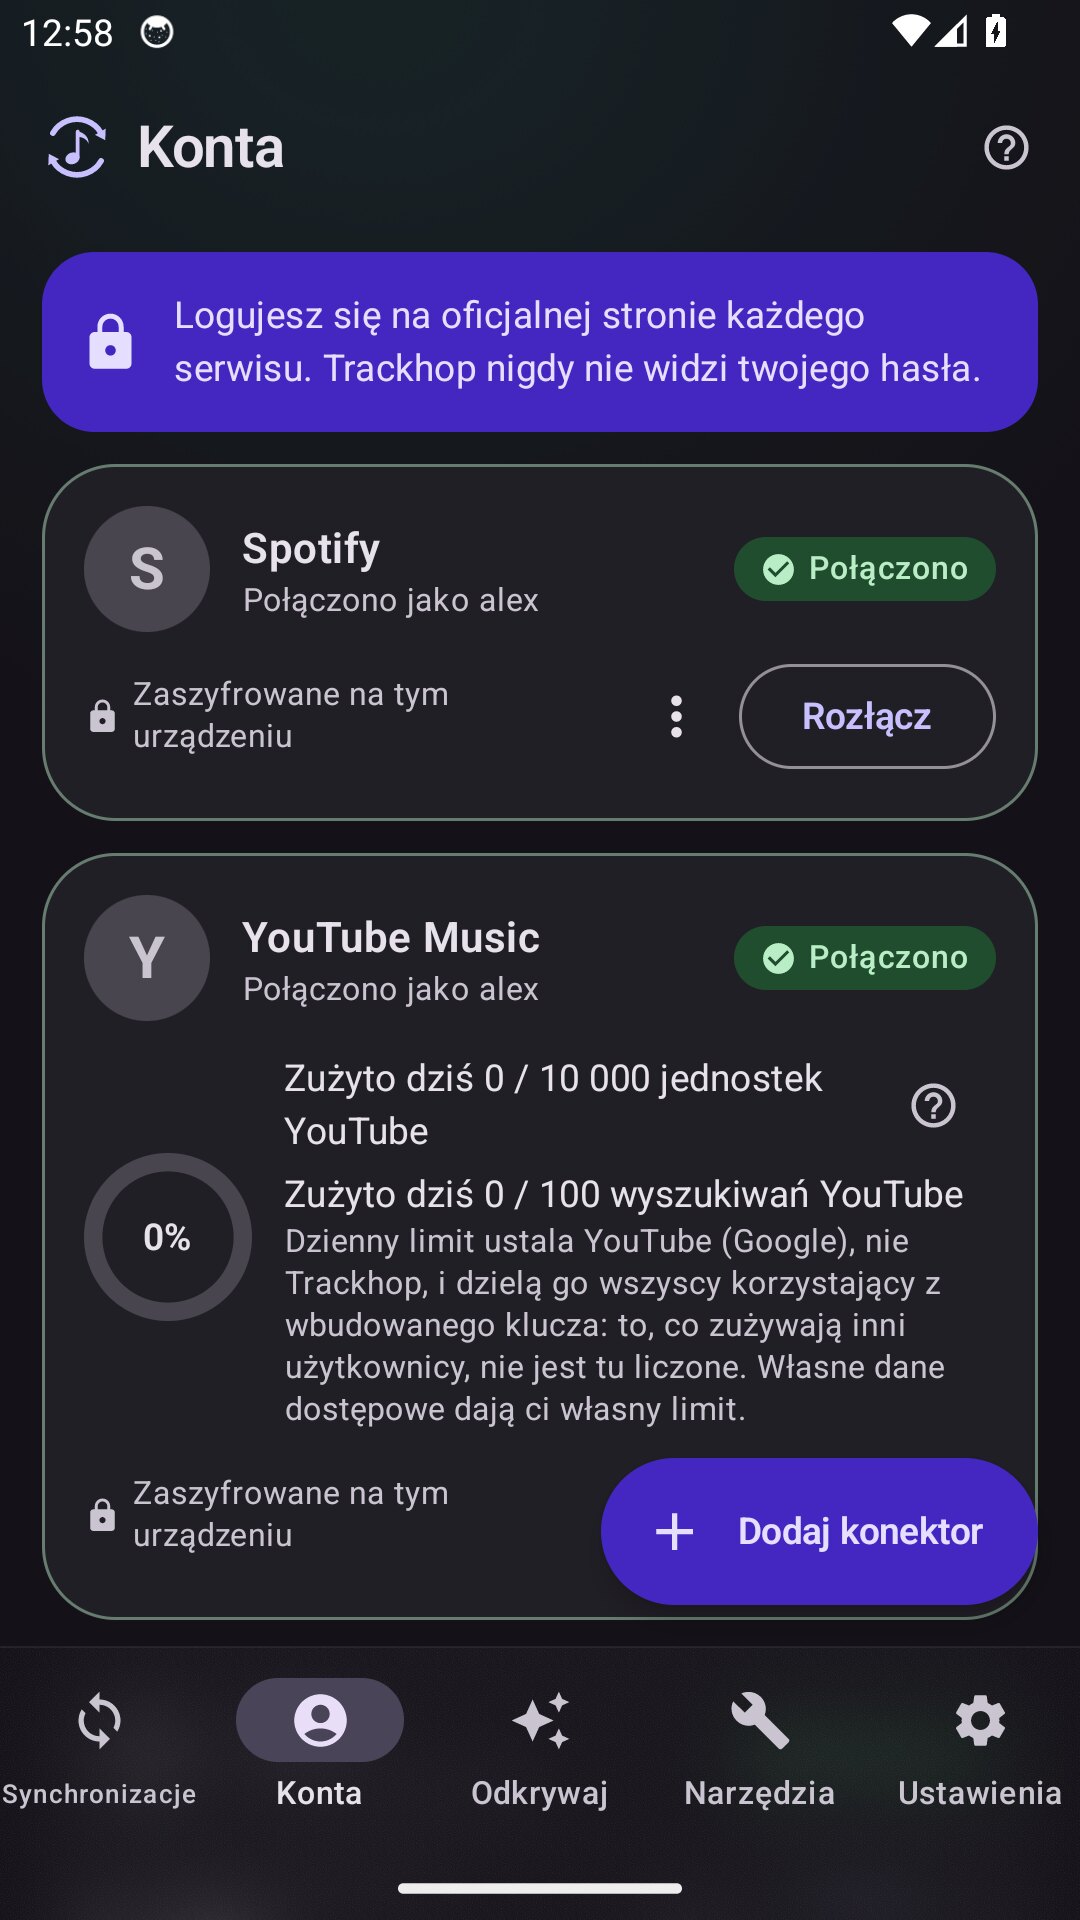 12:58
Konta
Logujesz się na oficjalnej stronie każdego
serwisu. Trackhop nigdy nie widzi twojego hasła.
S
Spotify
Połączono jako alex
Połączono
Zaszyfrowane na tym
urządzeniu
Rozłącz
Y
YouTube Music
Połączono jako alex
Połączono
Zużyto dziś 0 / 10 000 jednostek
YouTube
0%
Zużyto dziś 0 / 100 wyszukiwań YouTube
Dzienny limit ustala YouTube (Google), nie
Trackhop, i dzielą go wszyscy korzystający z
wbudowanego klucza: to, co zużywają inni
użytkownicy, nie jest tu liczone. Własne dane
dostępowe dają ci własny limit.
Zaszyfrowane na tym
urządzeniu
Dodaj konektor
Synchronizacje
Konta
Odkrywaj
Narzędzia
Ustawienia